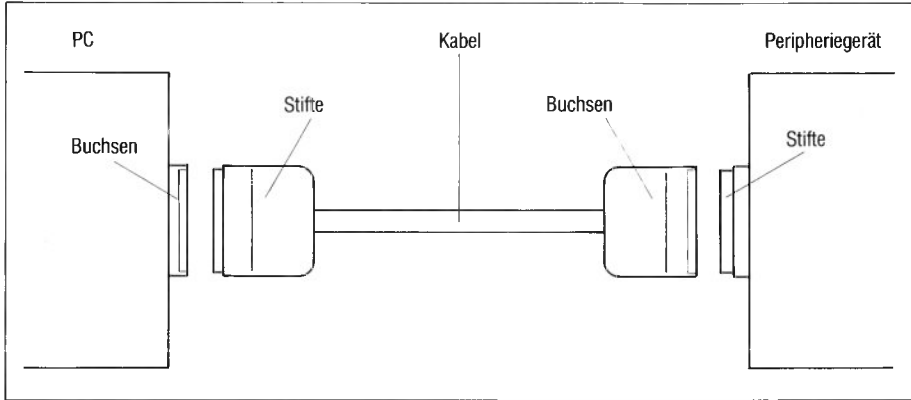 PC
Kabel
Peripheriegerät
Stifte
Buchsen
Buchsen
Stifte